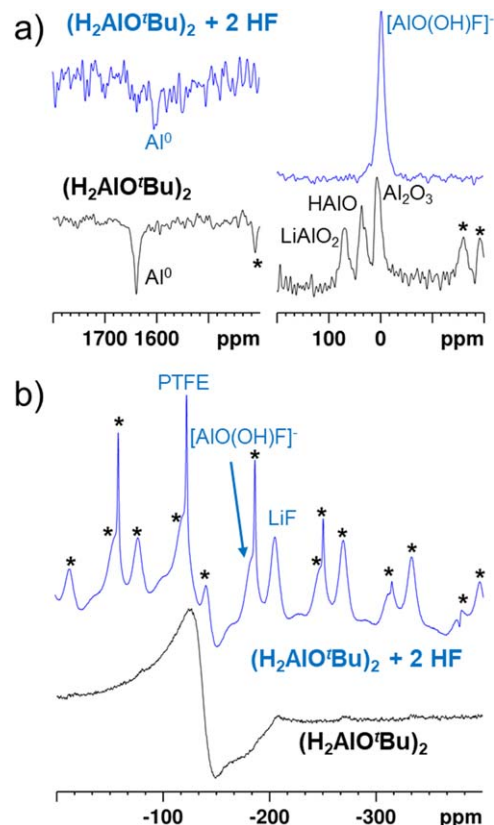 a)
(H₂AlOᵗBu)₂ + 2 HF
[AlO(OH)F]⁻
Al⁰
(H₂AlOᵗBu)₂
HAlO
Al₂O₃
LiAlO₂
* *
Al⁰
*
1700 1600 ppm
100 0 ppm
b)
PTFE
[AlO(OH)F]⁻
* * * * * * * * * * * * *
LiF
(H₂AlOᵗBu)₂ + 2 HF
(H₂AlOᵗBu)₂
-100 -200 -300 ppm